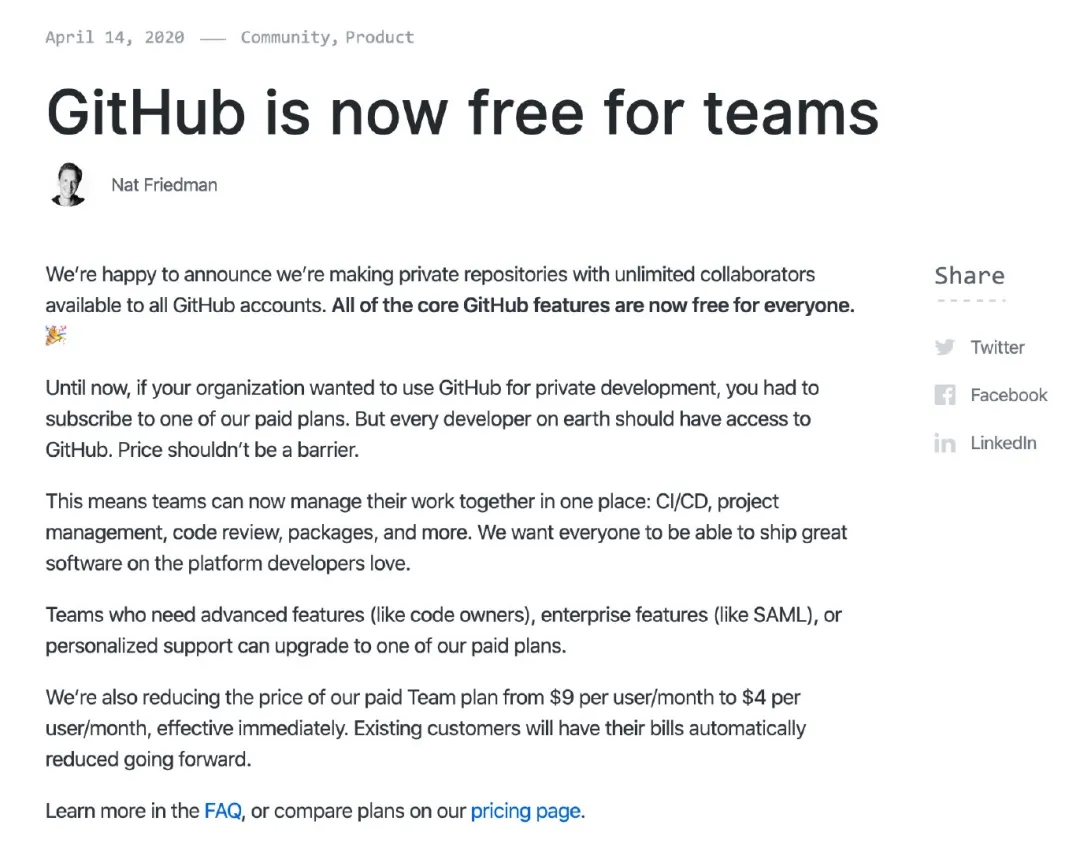 April 14, 2020 —— Community, Product
GitHub is now free for teams
Nat Friedman
We're happy to announce we're making private repositories with unlimited collaborators
available to all GitHub accounts. All of the core GitHub features are now free for everyone.
🎉
Until now, if your organization wanted to use GitHub for private development, you had to
subscribe to one of our paid plans. But every developer on earth should have access to
GitHub. Price shouldn't be a barrier.
This means teams can now manage their work together in one place: CI/CD, project
management, code review, packages, and more. We want everyone to be able to ship great
software on the platform developers love.
Teams who need advanced features (like code owners), enterprise features (like SAML), or
personalized support can upgrade to one of our paid plans.
We're also reducing the price of our paid Team plan from $9 per user/month to $4 per
user/month, effective immediately. Existing customers will have their bills automatically
reduced going forward.
Learn more in the FAQ, or compare plans on our pricing page.
Share
Twitter
Facebook
LinkedIn